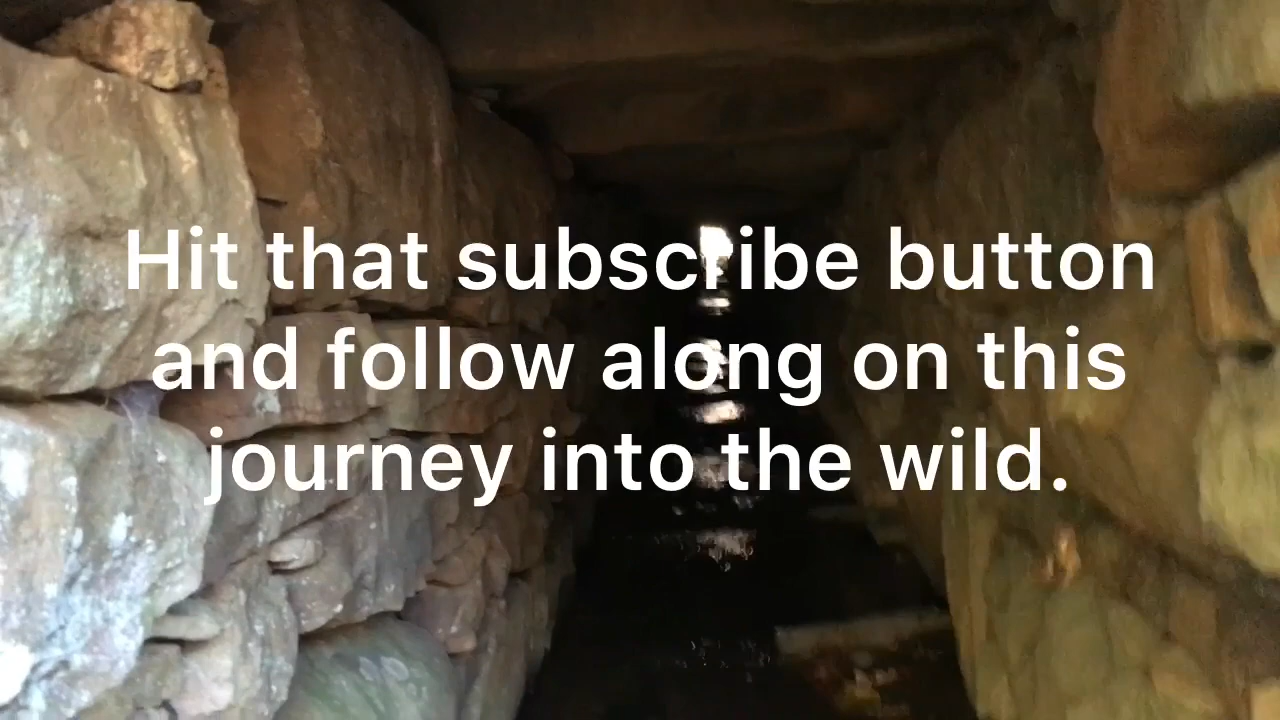 Hit that subscribe button
and follow along on this
journey into the wild.